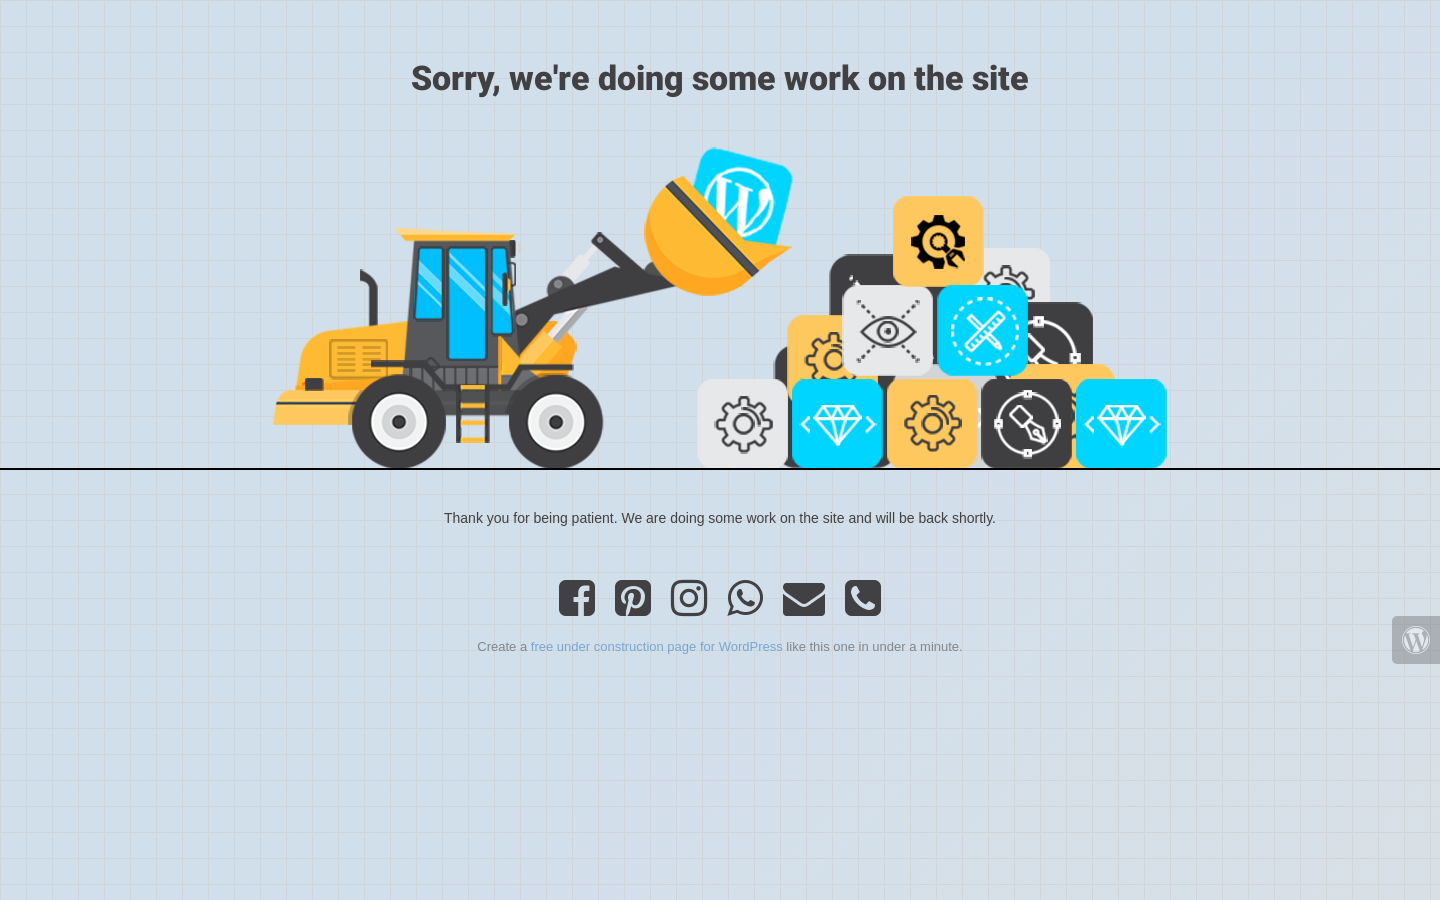 Sorry, we're doing some work on the site
Thank you for being patient. We are doing some work on the site and will be back shortly.
Create a free under construction page for WordPress like this one in under a minute.